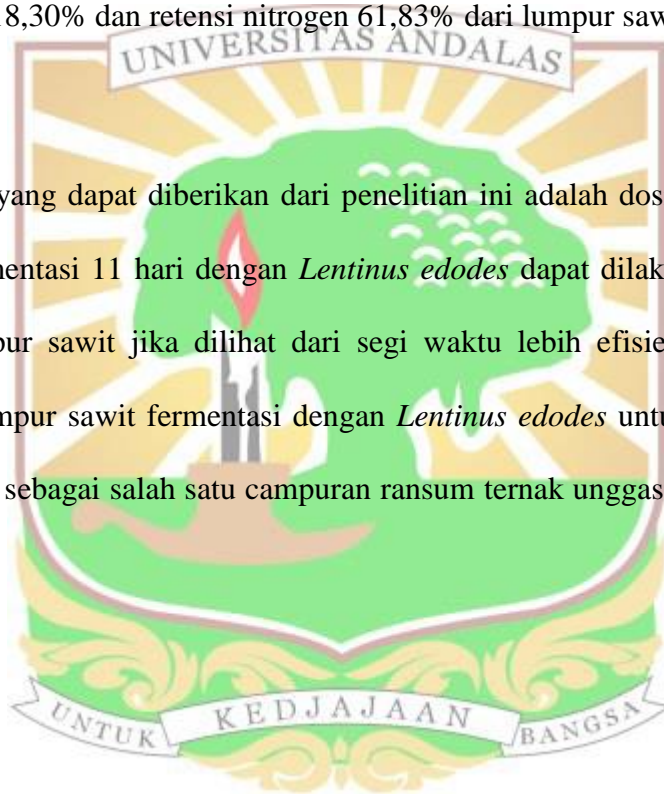 18,30% dan retensi nitrogen 61,83% dari lumpur saw
UNIVERSITAS ANDALAS
yang dapat diberikan dari penelitian ini adalah dos
mentasi 11 hari dengan Lentinus edodes dapat dilak
pur sawit jika dilihat dari segi waktu lebih efisie
mpur sawit fermentasi dengan Lentinus edodes untu
sebagai salah satu campuran ransum ternak unggas
UNTUK KEDJAJAAN BANGSA